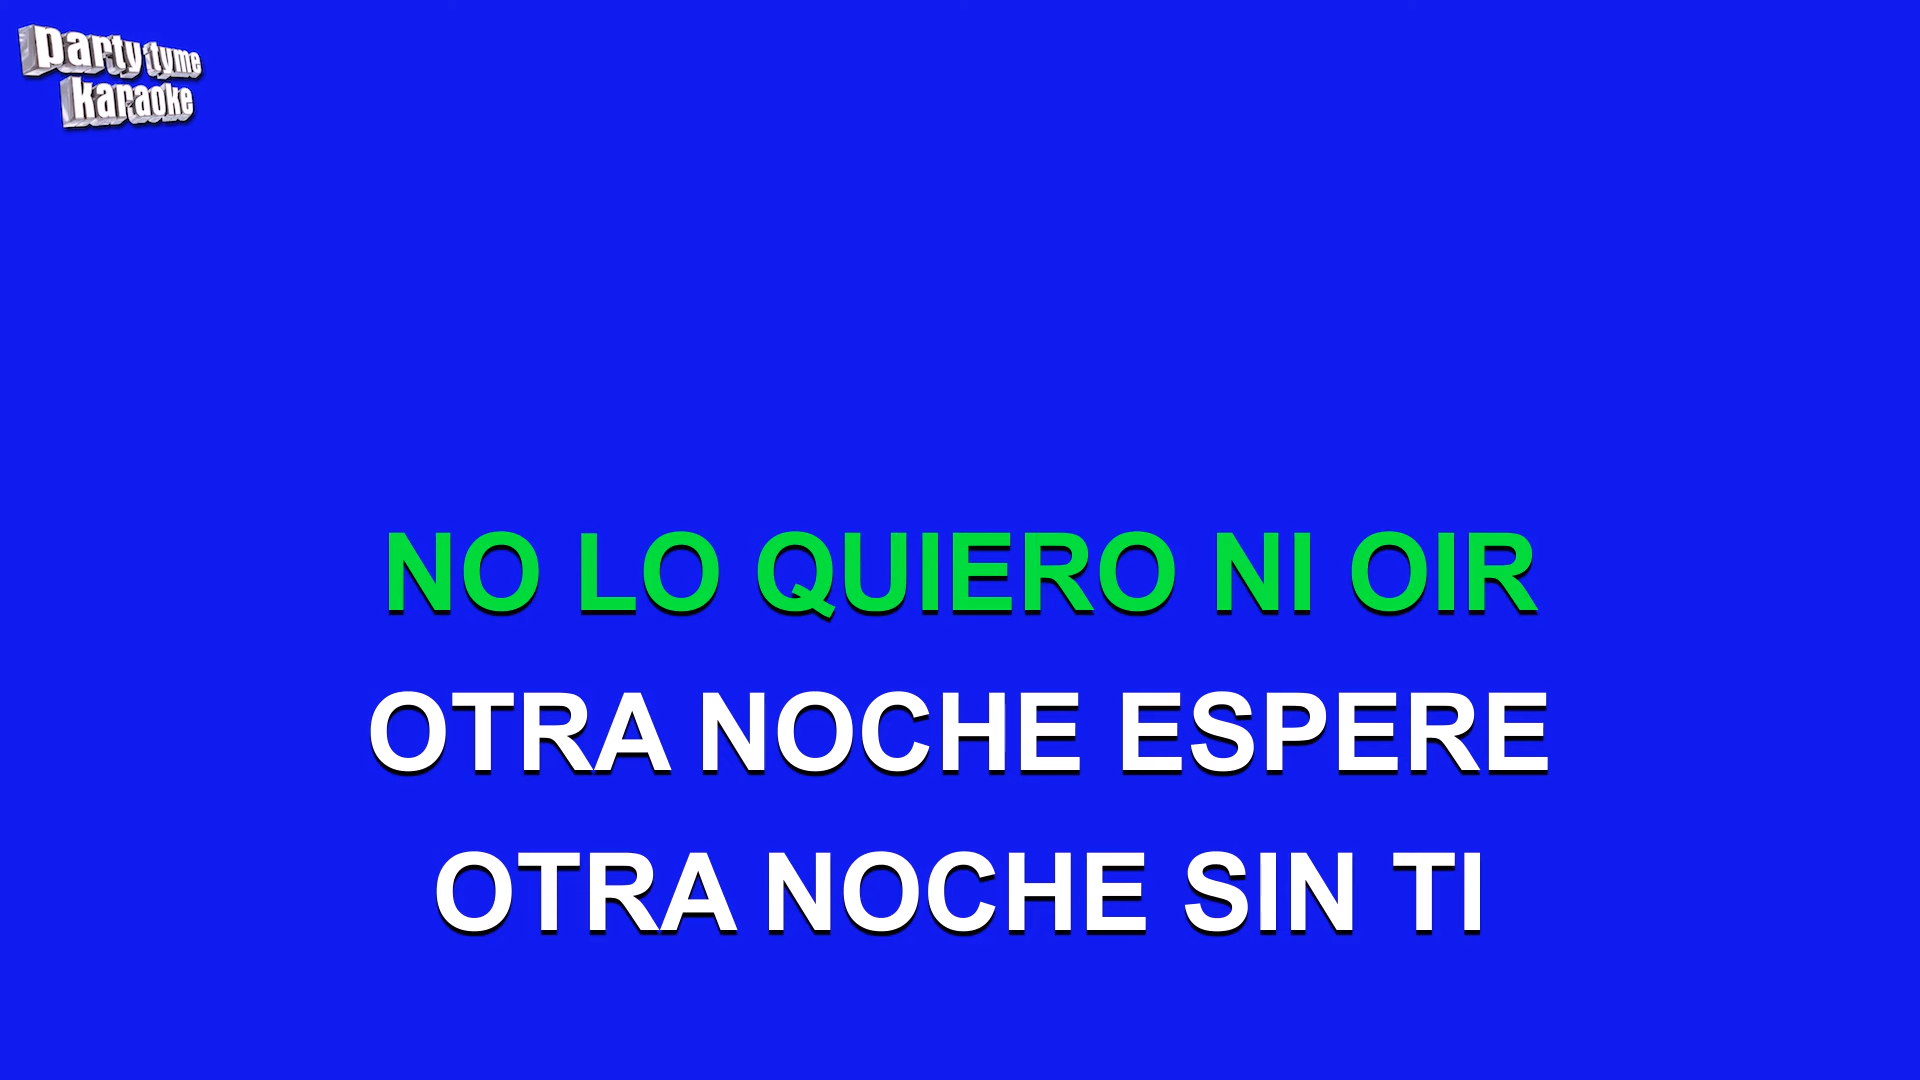 party tyme
karaoke
NO LO QUIERO NI OIR
OTRA NOCHE ESPERE
OTRA NOCHE SIN TI